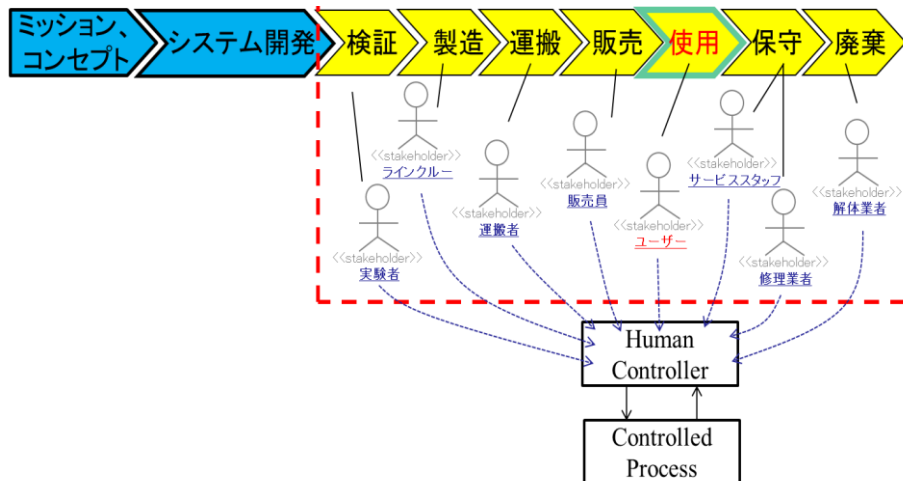 ミッション、
コンセプト
システム開発
検証
製造
運搬
販売
使用
保守
廃棄
<<stakeholder>>
ラインクルー
<<stakeholder>>
運搬者
<<stakeholder>>
販売員
<<stakeholder>>
ユーザー
<<stakeholder>>
サービススタッフ
<<stakeholder>>
解体業者
<<stakeholder>>
実験者
<<stakeholder>>
修理業者
Human
Controller
Controlled
Process